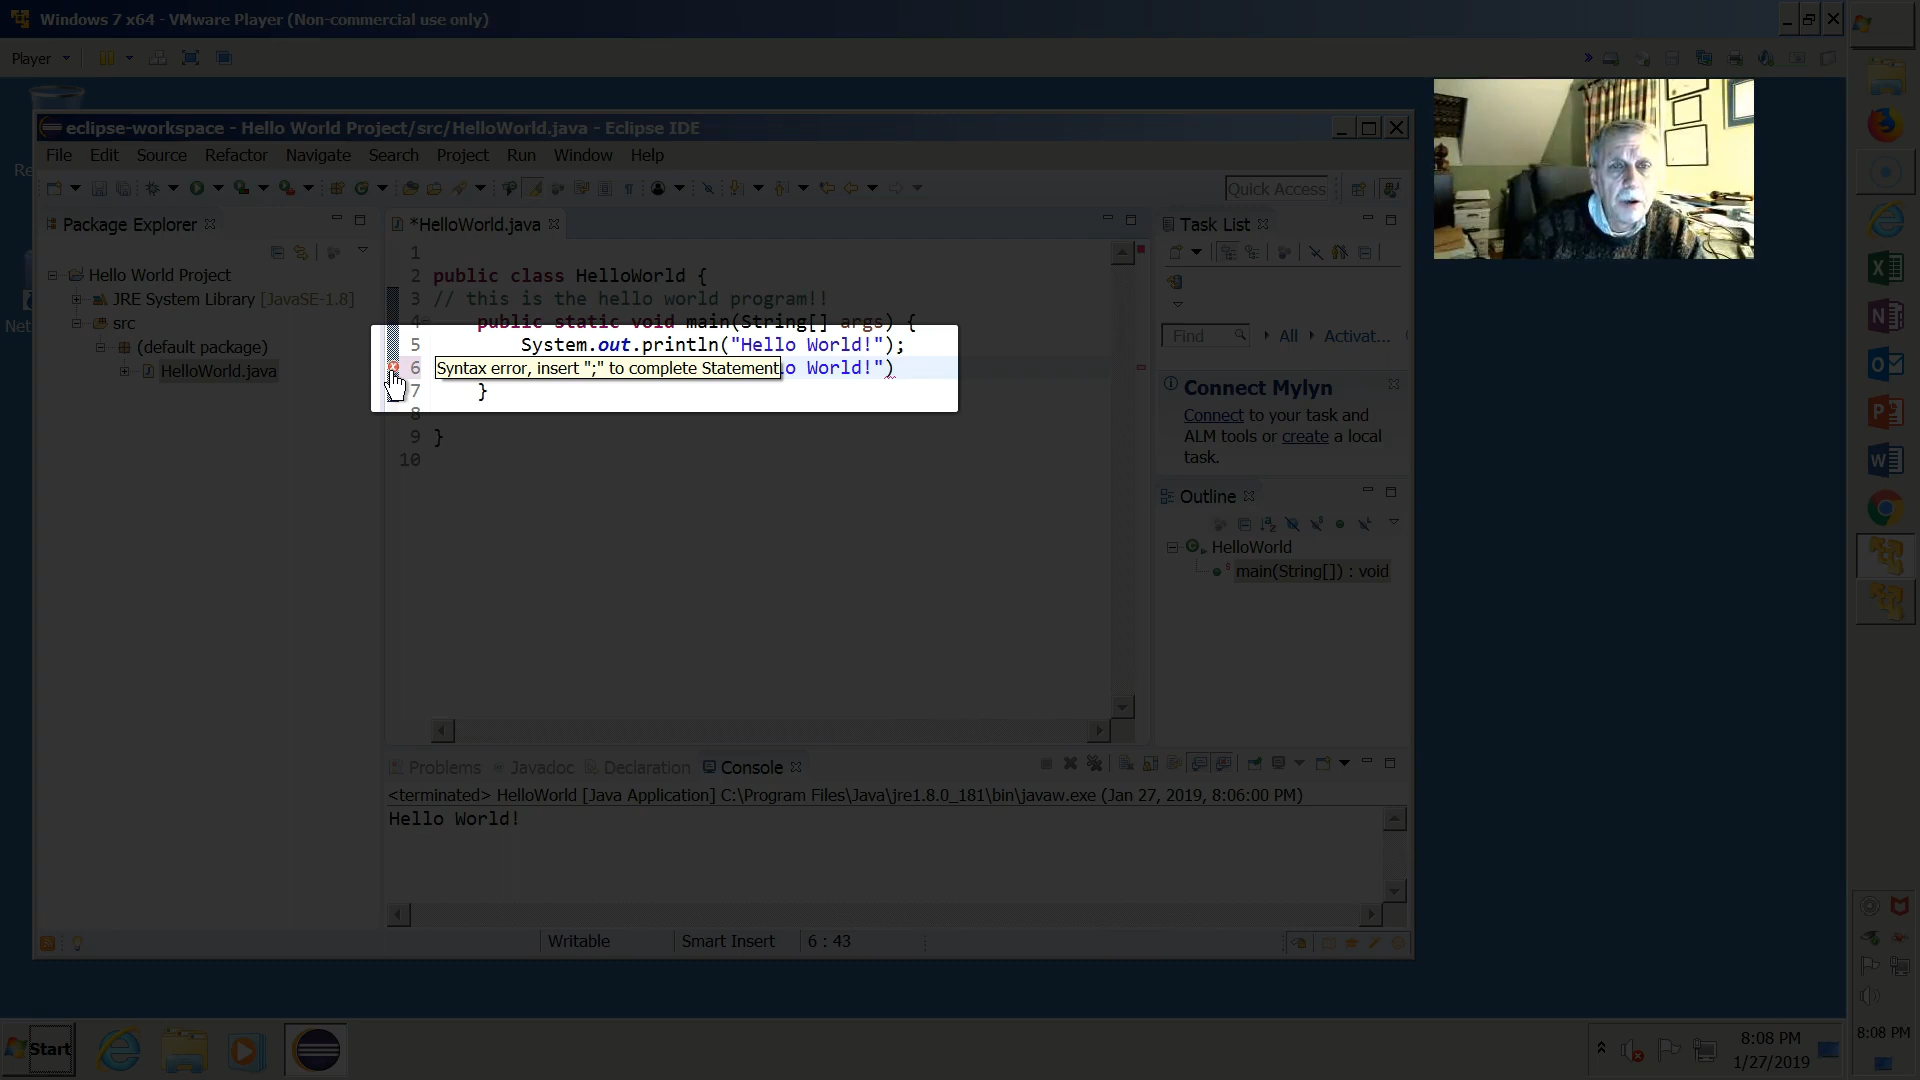 Windows 7 x64 - VMware Player (Non-commercial use only)
Player
eclipse-workspace - Hello World Project/src/HelloWorld.java - Eclipse IDE
File Edit Source Refactor Navigate Search Project Run Window Help
Quick Access
Package Explorer
Hello World Project
JRE System Library [JavaSE-1.8]
src
(default package)
HelloWorld.java
*HelloWorld.java
1
2 public class HelloWorld {
3 // this is the hello world program!!
4 public static void main(String[] args) {
5 System.out.println("Hello World!");
6 Syntax error, insert ";" to complete Statement o World!")
7 }
8
9 }
10
Task List
Find All Activat...
Connect Mylyn
Connect to your task and
ALM tools or create a local
task.
Outline
HelloWorld
main(String[]) : void
Problems Javadoc Declaration Console
<terminated> HelloWorld [Java Application] C:\Program Files\Java\jre1.8.0_181\bin\javaw.exe (Jan 27, 2019, 8:06:00 PM)
Hello World!
Writable Smart Insert 6 : 43
Start
8:08 PM
1/27/2019
8:08 PM